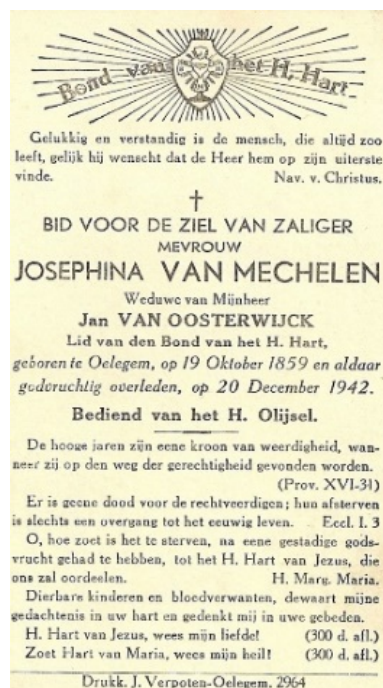 Bond van het H. Hart
Gelukkig en verstandig is de mensch, die altijd zoo
leeft, gelijk hij wenscht dat de Heer hem op zijn uiterste
vinde. Nav. v. Christus.
BID VOOR DE ZIEL VAN ZALIGER
MEVROUW
JOSEPHINA VAN MECHELEN
Weduwe van Mijnheer
Jan VAN OOSTERWIJCK
Lid van den Bond van het H. Hart,
geboren te Oelegem, op 19 Oktober 1859 en aldaar
godvruchtig overleden, op 20 December 1942.
Bediend van het H. Olijsel.
De hooge jaren zijn eene kroon van weerdigheid, wan-
neer zij op den weg der gerechtigheid gevonden worden.
(Prov. XVI-31)
Er is geene dood voor de rechtveerdigen; hun afsterven
is slechts een overgang tot het eeuwig leven. Eccl. I. 3
O, hoe zoet is het te sterven, na eene gestadige gods-
vrucht gehad te hebben, tot het H. Hart van Jezus, die
ons zal oordeelen. H. Marg. Maria.
Dierbare kinderen en bloedverwanten, dewaart mijne
gedachtenis in uw hart en gedenkt mij in uwe gebeden.
H. Hart van Jezus, wees mijn liefde! (300 d. afl.)
Zoet Hart van Maria, wees mijn heil! (300 d. afl.)
Drukk. J. Verpoten-Oelegem. 2964